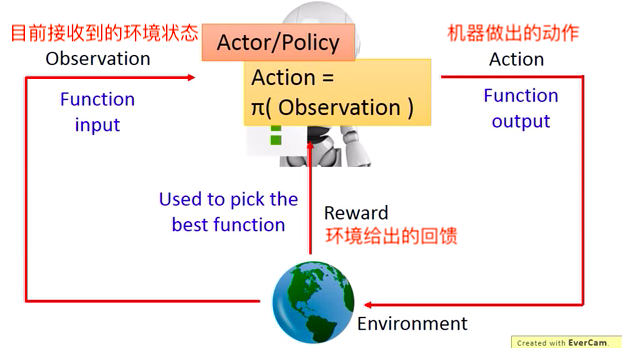 目前接收到的环境状态
Observation
Function
input
Actor/Policy
Action =
π( Observation )
机器做出的动作
Action
Function
output
Used to pick the
best function
Reward
环境给出的回馈
Environment
Created with EverCam.